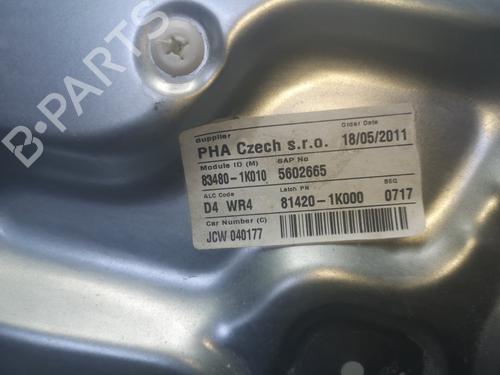 B-PARTS
Supplier Order Date
PHA Czech s.r.o. 18/05/2011
Module ID (M) SAP No
83480-1K010 5602665
ALC Code Latch PN SEQ
D4 WR4 81420-1K000 0717
Car Number (C)
JCW 040177